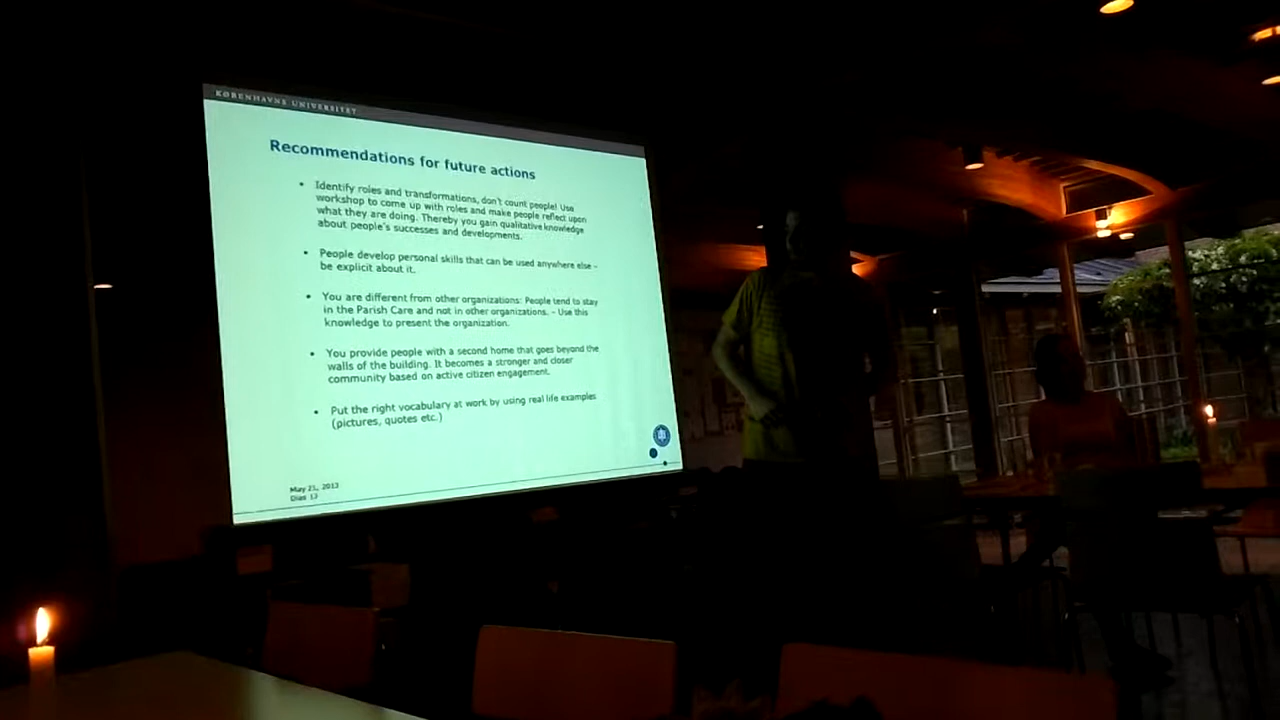 KØBENHAVNS UNIVERSITET
Recommendations for future actions
• Identify roles and transformations, don't count people! Use
workshop to come up with roles and make people reflect upon
what they are doing. Thereby you gain qualitative knowledge
about people's successes and developments.
• People develop personal skills that can be used anywhere else –
be explicit about it.
• You are different from other organizations: People tend to stay
in the Parish Care and not in other organizations. – Use this
knowledge to present the organization.
• You provide people with a second home that goes beyond the
walls of the building. It becomes a stronger and closer
community based on active citizen engagement.
• Put the right vocabulary at work by using real life examples
(pictures, quotes etc.)
May 21, 2013
Dias 13